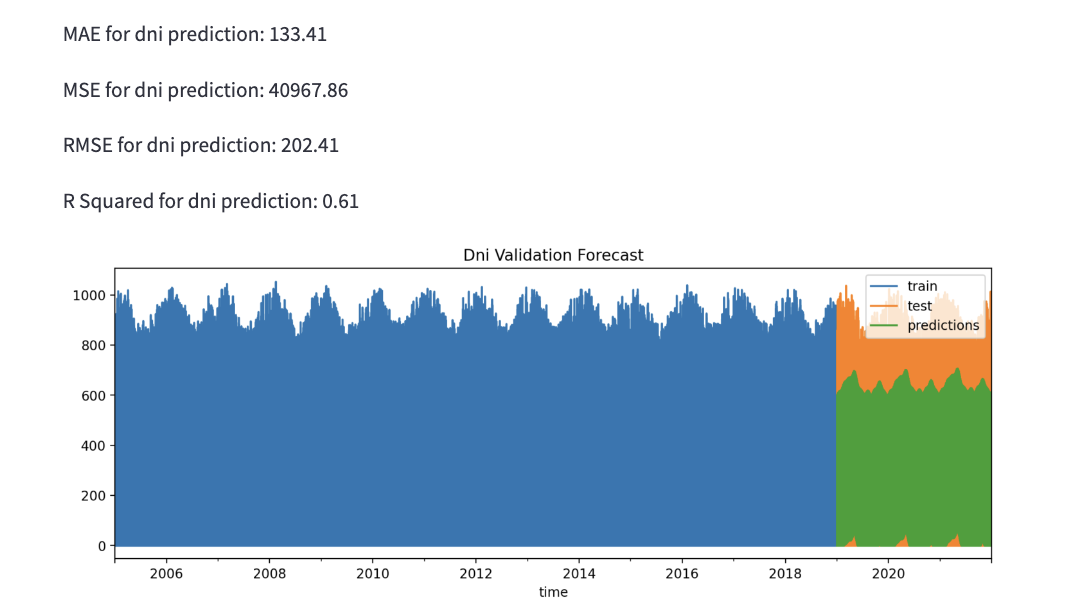 MAE for dni prediction: 133.41
MSE for dni prediction: 40967.86
RMSE for dni prediction: 202.41
R Squared for dni prediction: 0.61
Dni Validation Forecast
train
test
predictions
1000
800
600
400
200
0
2006 2008 2010 2012 2014 2016 2018 2020
time